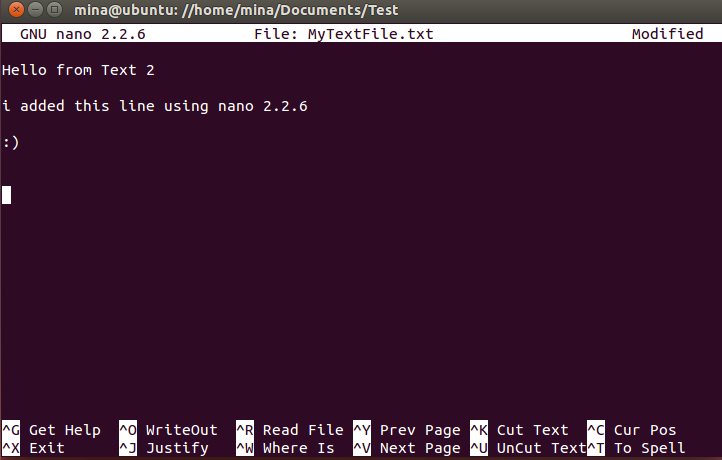 mina@ubuntu: //home/mina/Documents/Test
GNU nano 2.2.6 File: MyTextFile.txt Modified
Hello from Text 2
i added this line using nano 2.2.6
:)
^G Get Help ^O WriteOut ^R Read File ^Y Prev Page ^K Cut Text ^C Cur Pos
^X Exit ^J Justify ^W Where Is ^V Next Page ^U UnCut Text ^T To Spell